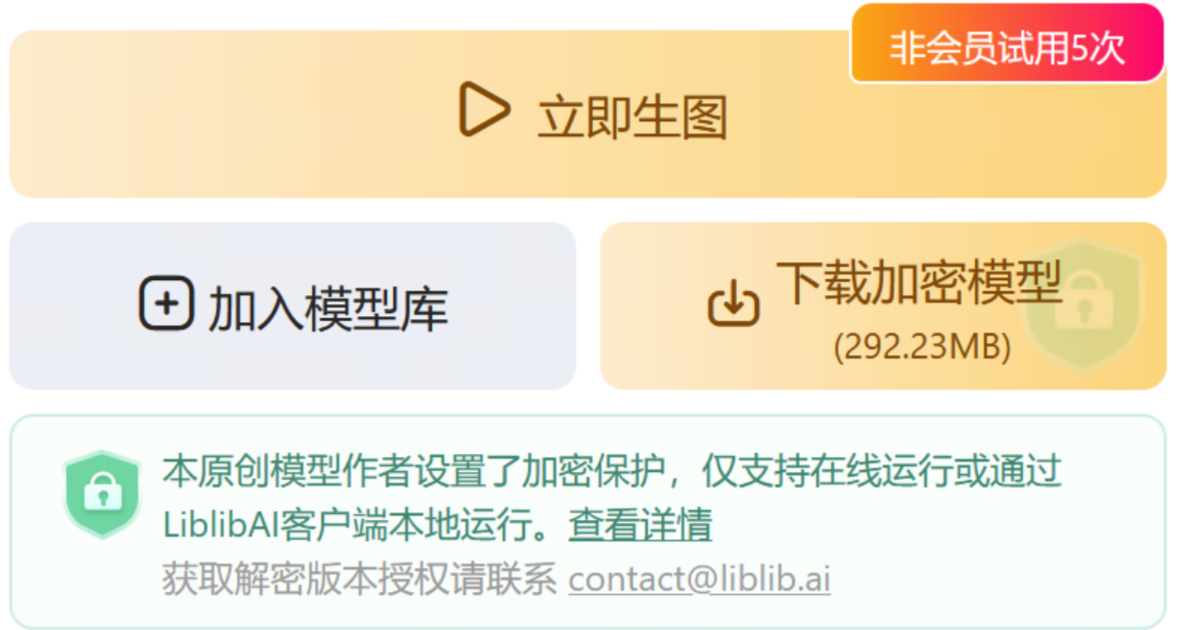 非会员试用5次
立即生图
加入模型库
下载加密模型
(292.23MB)
本原创模型作者设置了加密保护，仅支持在线运行或通过
LiblibAI客户端本地运行。查看详情
获取解密版本授权请联系 contact@liblib.ai